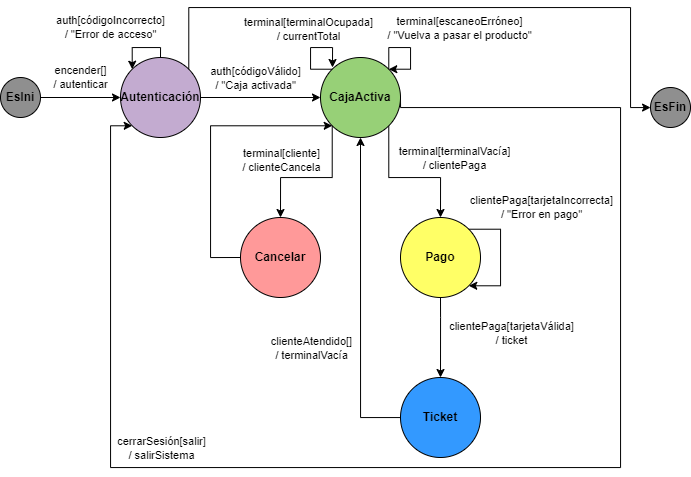 auth[códigoIncorrecto]
/ "Error de acceso"
terminal[terminalOcupada]
/ currentTotal
terminal[escaneoErróneo]
/ "Vuelva a pasar el producto"
encender[]
/ autenticar
auth[códigoVálido]
/ "Caja activada"
EsIni
Autenticación
CajaActiva
EsFin
terminal[cliente]
/ clienteCancela
terminal[terminalVacía]
/ clientePaga
clientePaga[tarjetaIncorrecta]
/ "Error en pago"
Cancelar
Pago
clientePaga[tarjetaVálida]
/ ticket
clienteAtendido[]
/ terminalVacía
Ticket
cerrarSesión[salir]
/ salirSistema